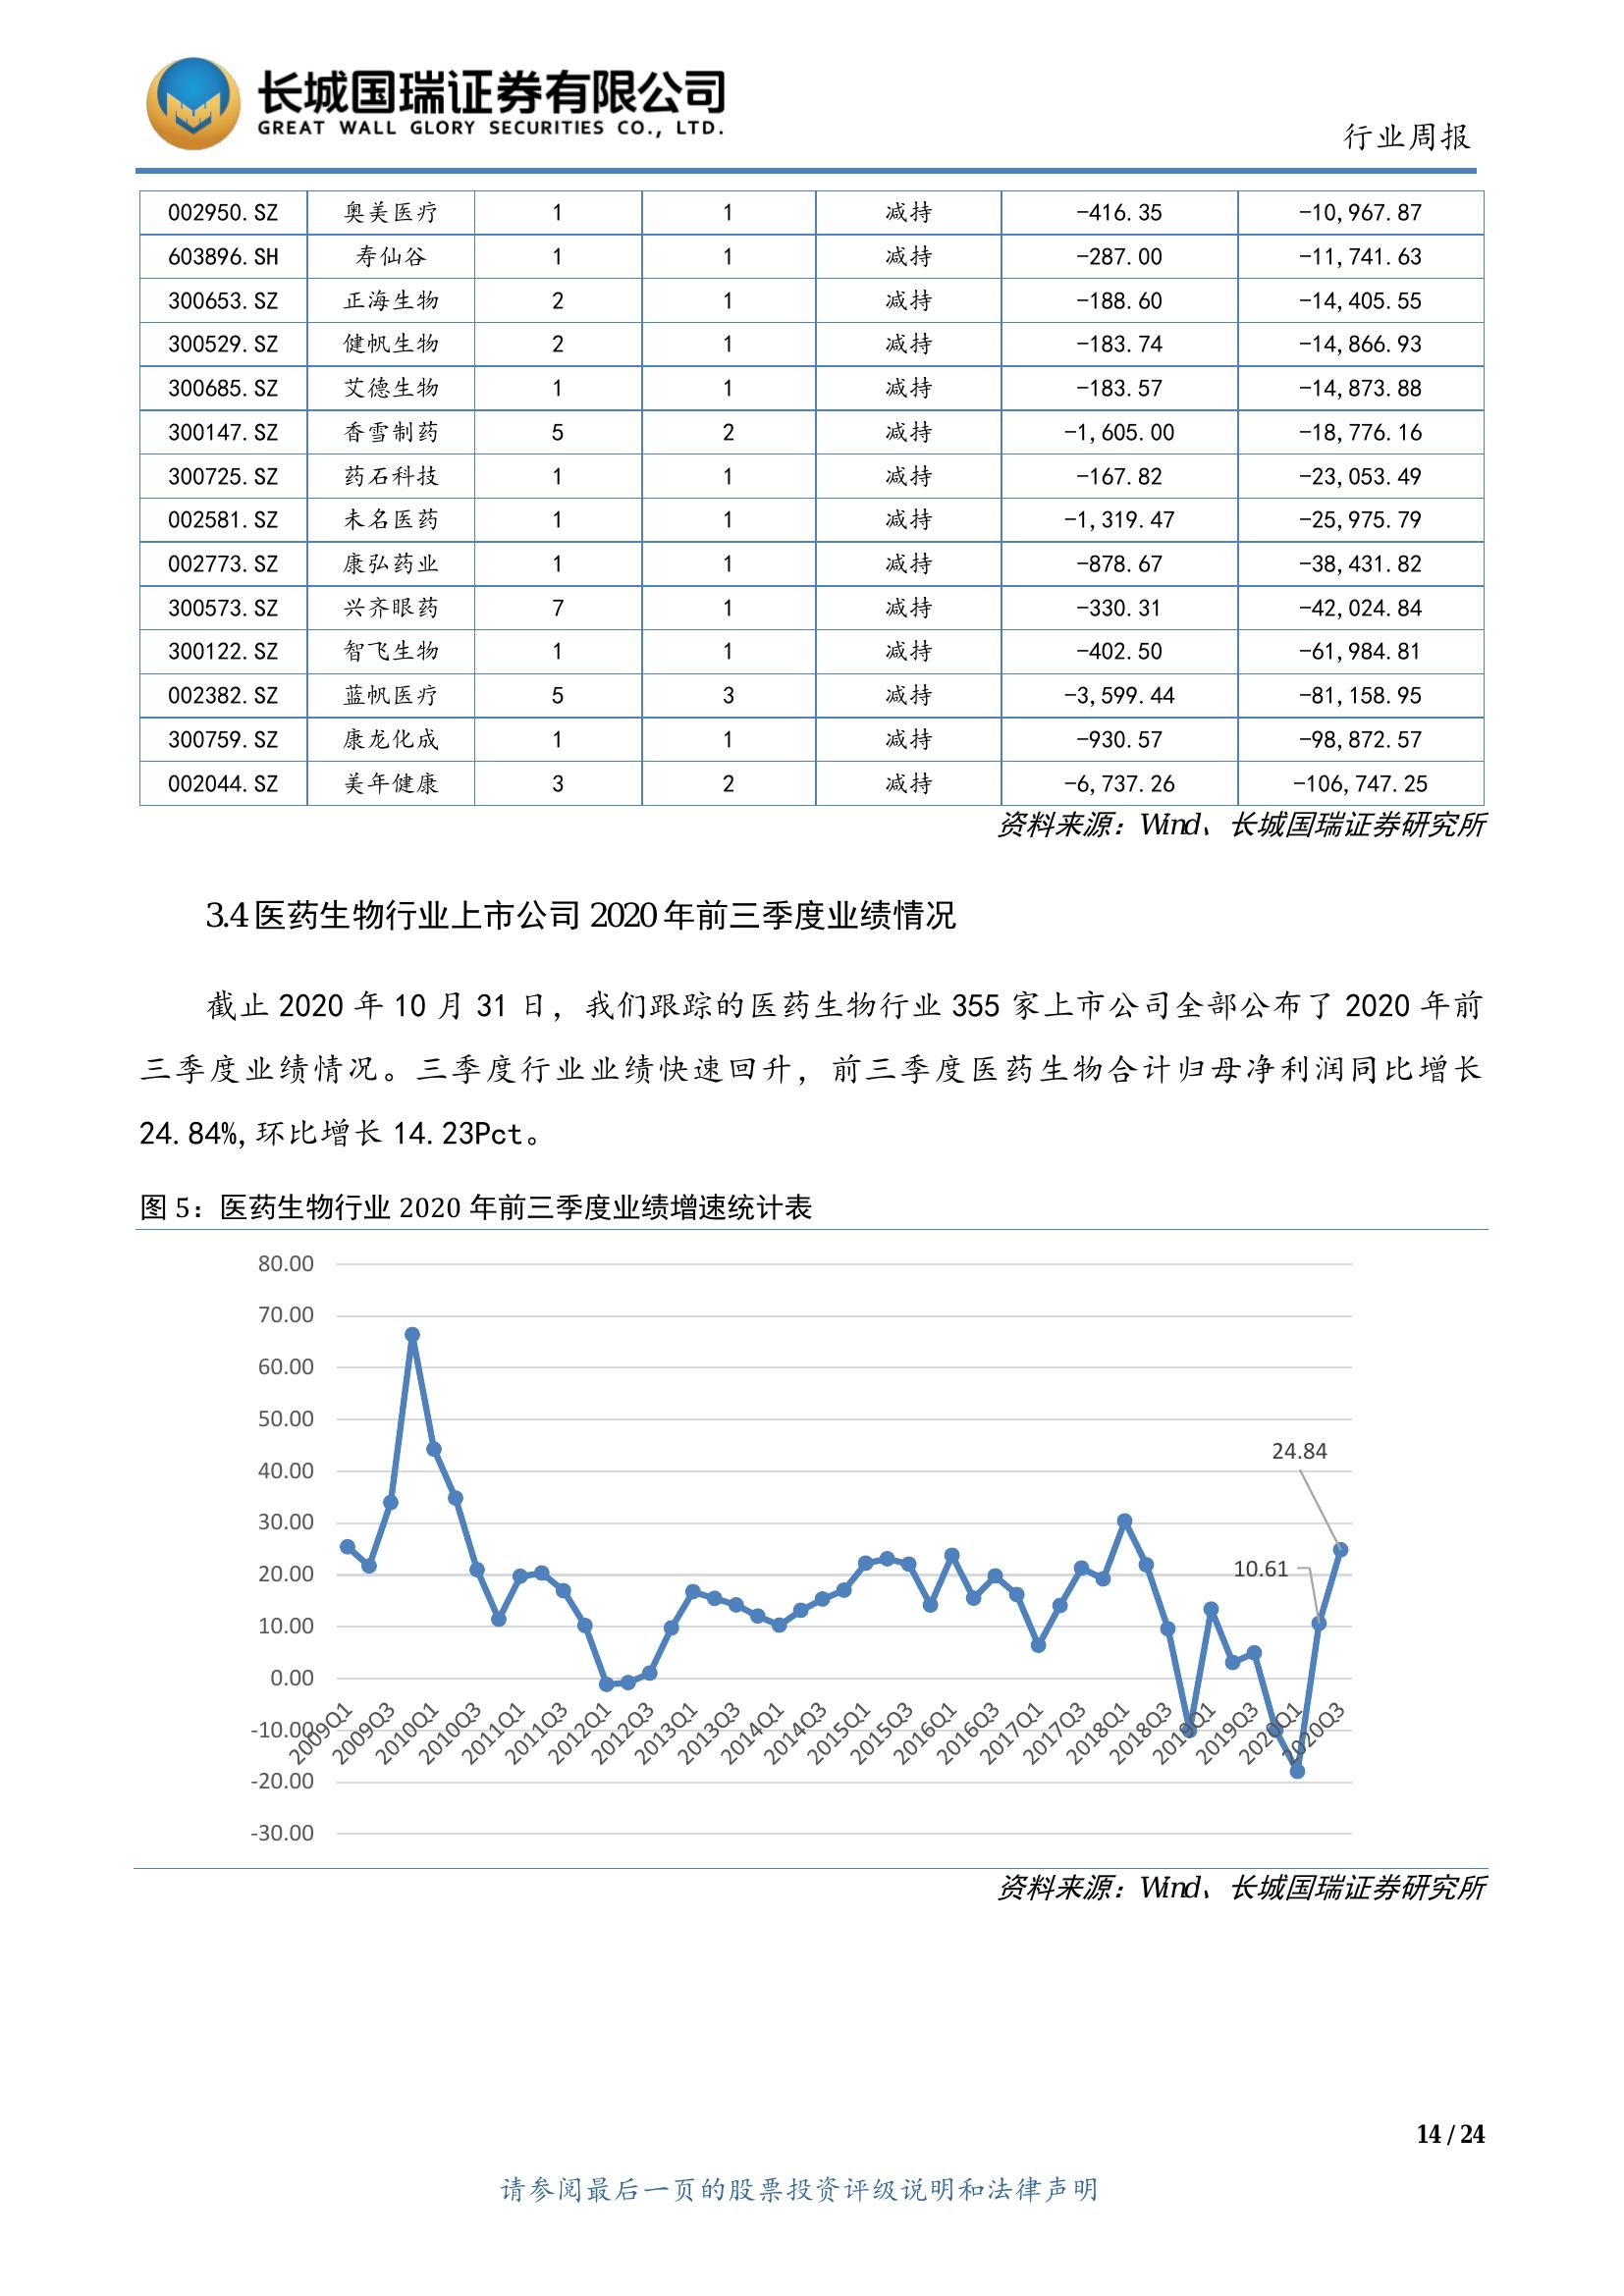 长城国瑞证券有限公司
GREAT WALL GLORY SECURITIES CO., LTD.
行业周报
002950.SZ 奥美医疗 1 1 减持 -416.35 -10,967.87
603896.SH 寿仙谷 1 1 减持 -287.00 -11,741.63
300653.SZ 正海生物 2 1 减持 -188.60 -14,405.55
300529.SZ 健帆生物 2 1 减持 -183.74 -14,866.93
300685.SZ 艾德生物 1 1 减持 -183.57 -14,873.88
300147.SZ 香雪制药 5 2 减持 -1,605.00 -18,776.16
300725.SZ 药石科技 1 1 减持 -167.82 -23,053.49
002581.SZ 未名医药 1 1 减持 -1,319.47 -25,975.79
002773.SZ 康弘药业 1 1 减持 -878.67 -38,431.82
300573.SZ 兴齐眼药 7 1 减持 -330.31 -42,024.84
300122.SZ 智飞生物 1 1 减持 -402.50 -61,984.81
002382.SZ 蓝帆医疗 5 3 减持 -3,599.44 -81,158.95
300759.SZ 康龙化成 1 1 减持 -930.57 -98,872.57
002044.SZ 美年健康 3 2 减持 -6,737.26 -106,747.25
资料来源：Wind、长城国瑞证券研究所
3.4 医药生物行业上市公司 2020 年前三季度业绩情况
截止 2020 年 10 月 31 日，我们跟踪的医药生物行业 355 家上市公司全部公布了 2020 年前
三季度业绩情况。三季度行业业绩快速回升，前三季度医药生物合计归母净利润同比增长
24.84%,环比增长 14.23Pct。
图 5：医药生物行业 2020 年前三季度业绩增速统计表
80.00
70.00
60.00
50.00
40.00
30.00
20.00
10.00
0.00
-10.00
-20.00
-30.00
24.84
10.61
2009Q1 2009Q3 2010Q1 2010Q3 2011Q1 2011Q3 2012Q1 2012Q3 2013Q1 2013Q3 2014Q1 2014Q3 2015Q1 2015Q3 2016Q1 2016Q3 2017Q1 2017Q3 2018Q1 2018Q3 2019Q1 2019Q3 2020Q1 2020Q3
资料来源：Wind、长城国瑞证券研究所
14 / 24
请参阅最后一页的股票投资评级说明和法律声明